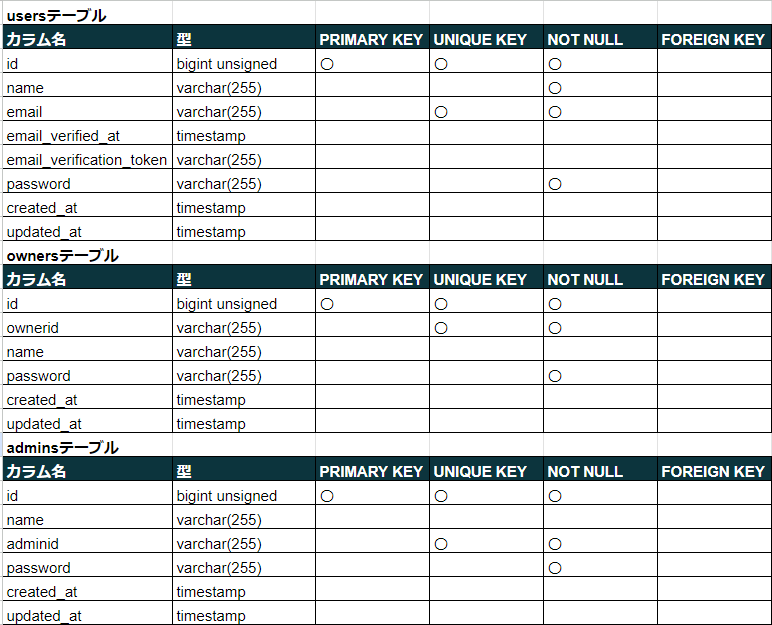 usersテーブル
カラム名 型 PRIMARY KEY UNIQUE KEY NOT NULL FOREIGN KEY
id bigint unsigned 〇 〇 〇
name varchar(255) 〇
email varchar(255) 〇 〇
email_verified_at timestamp
email_verification_token varchar(255)
password varchar(255) 〇
created_at timestamp
updated_at timestamp
ownersテーブル
カラム名 型 PRIMARY KEY UNIQUE KEY NOT NULL FOREIGN KEY
id bigint unsigned 〇 〇 〇
ownerid varchar(255) 〇 〇
name varchar(255)
password varchar(255) 〇
created_at timestamp
updated_at timestamp
adminsテーブル
カラム名 型 PRIMARY KEY UNIQUE KEY NOT NULL FOREIGN KEY
id bigint unsigned 〇 〇 〇
name varchar(255)
adminid varchar(255) 〇 〇
password varchar(255) 〇
created_at timestamp
updated_at timestamp